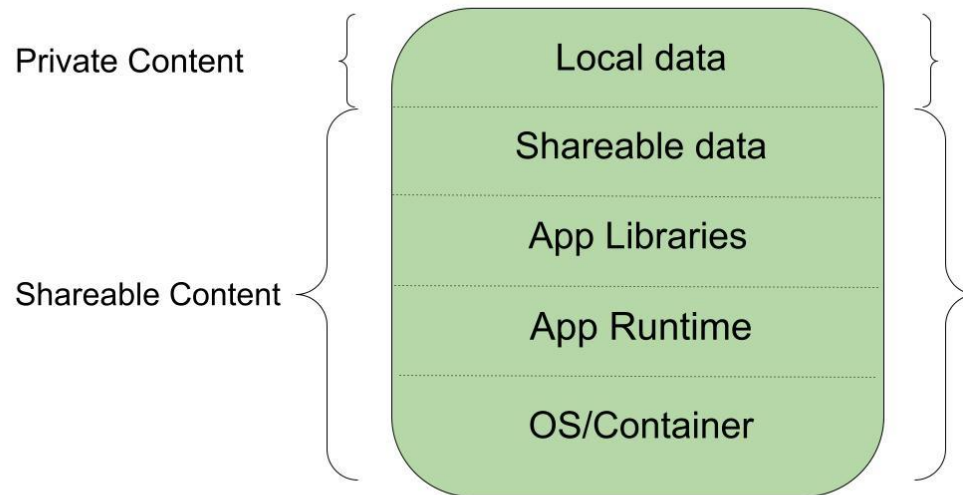 Private Content
Local data
Shareable data
App Libraries
Shareable Content
App Runtime
OS/Container